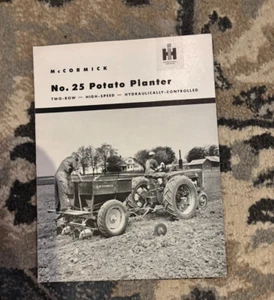 IH
McCORMICK
No. 25 Potato Planter
TWO-ROW — HIGH-SPEED — HYDRAULICALLY-CONTROLLED